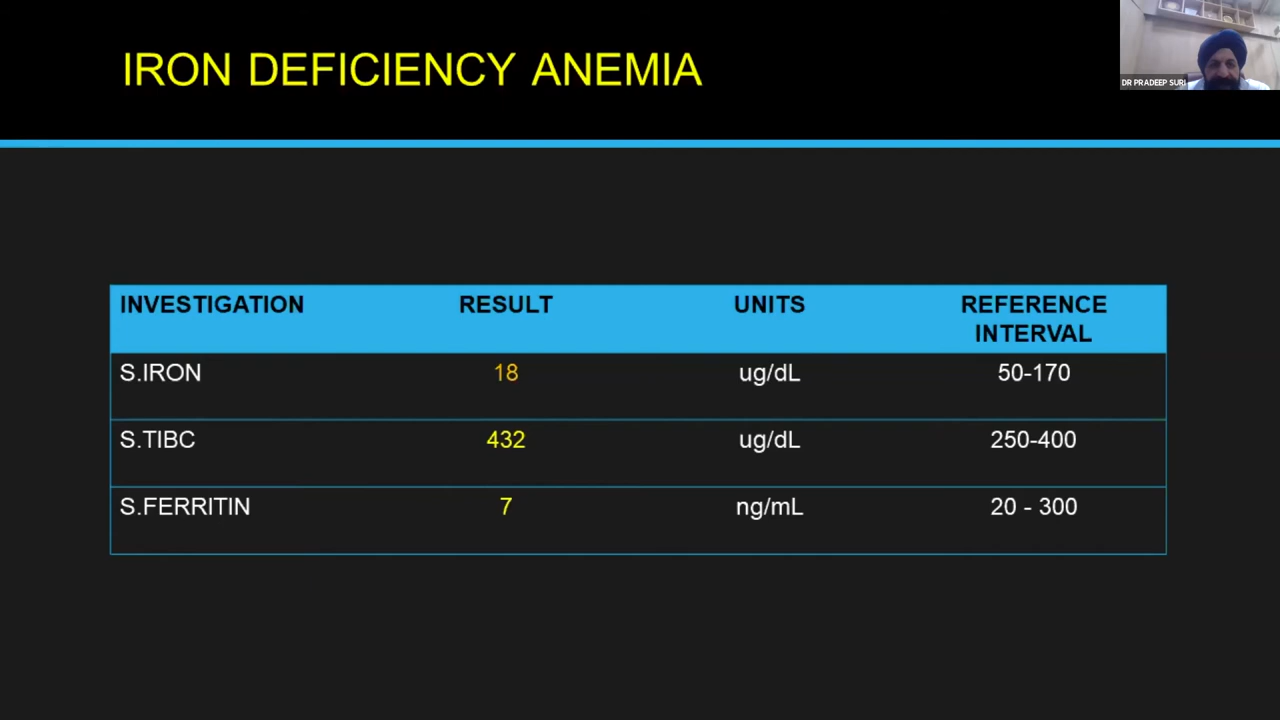 IRON DEFICIENCY ANEMIA
DR PRADEEP SURI
INVESTIGATION RESULT UNITS REFERENCE INTERVAL
S.IRON 18 ug/dL 50-170
S.TIBC 432 ug/dL 250-400
S.FERRITIN 7 ng/mL 20 - 300